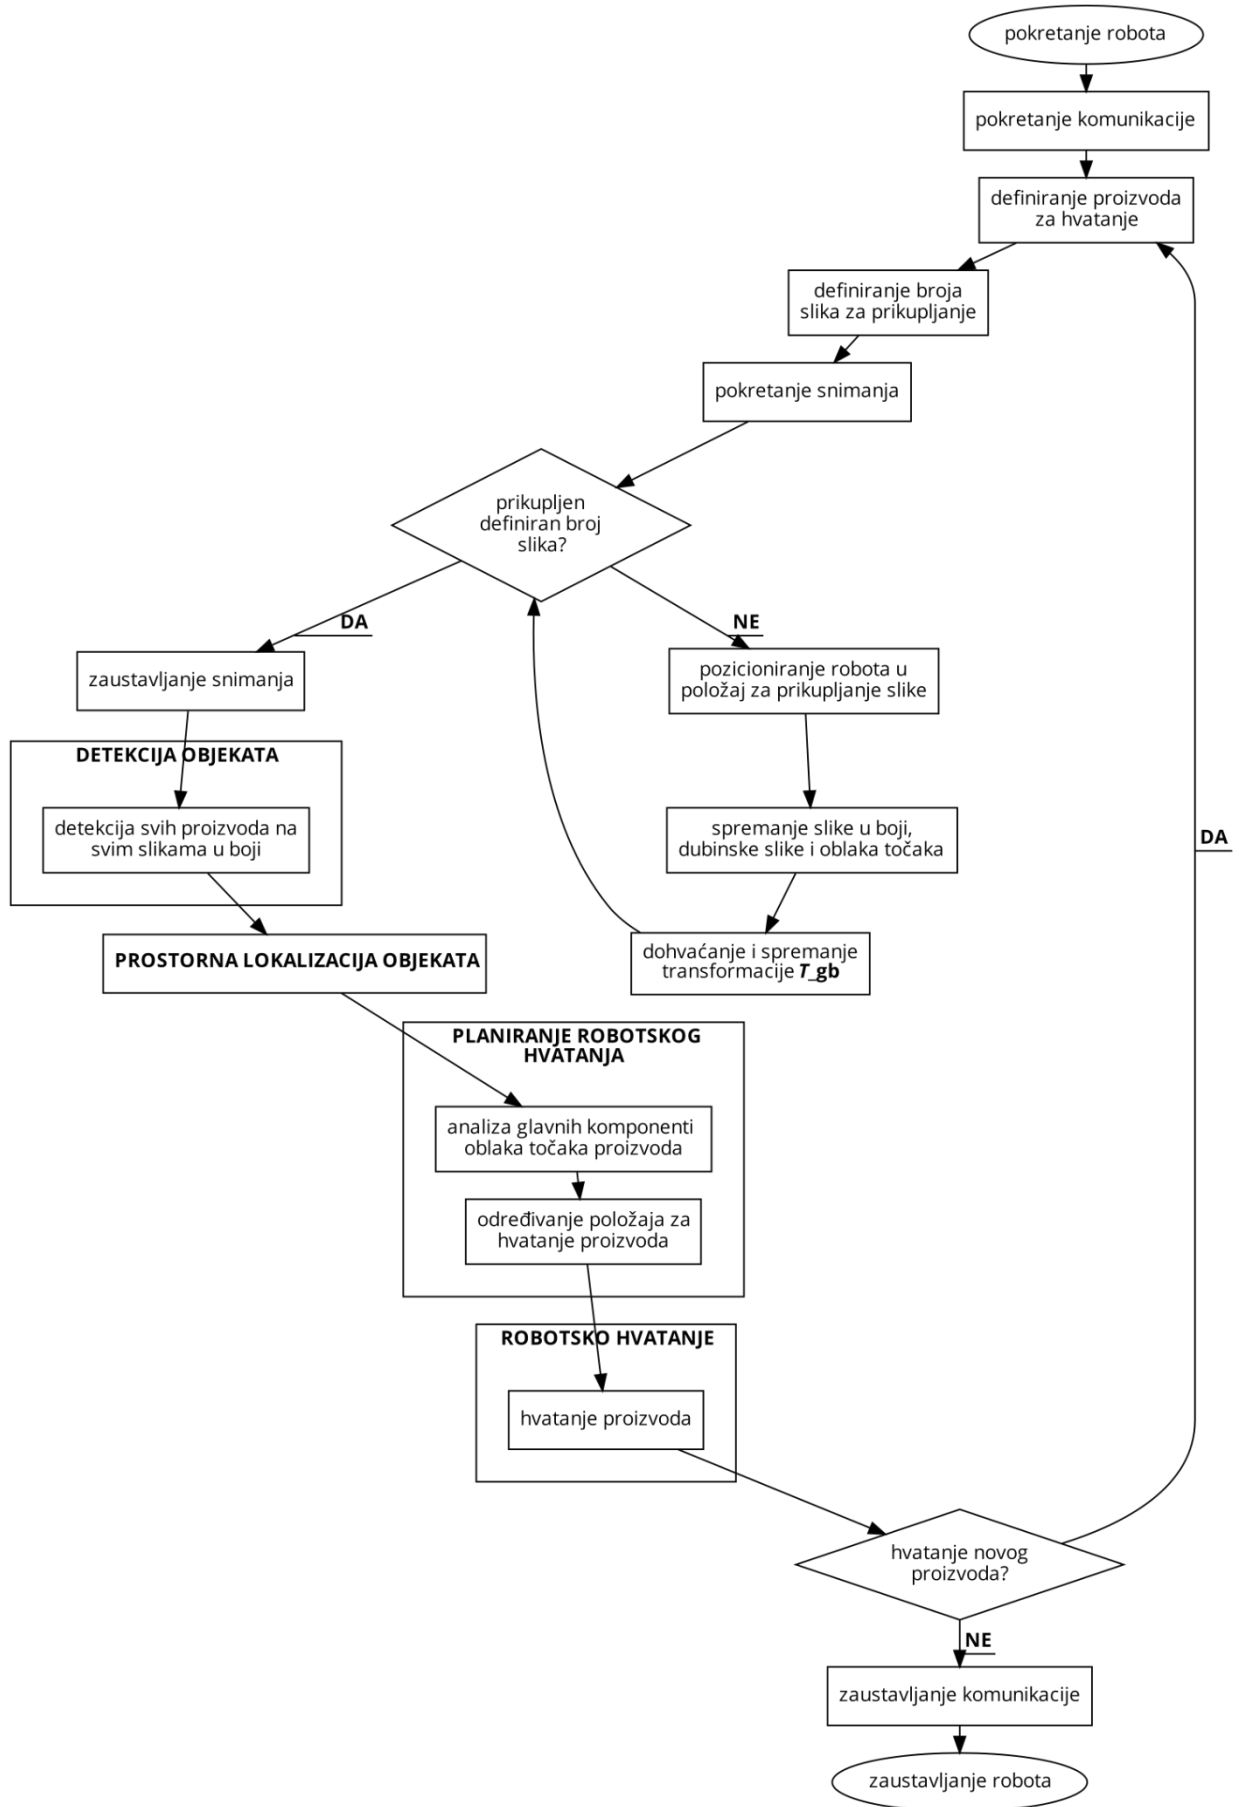 pokretanje robota
pokretanje komunikacije
definiranje proizvoda
za hvatanje
definiranje broja
slika za prikupljanje
pokretanje snimanja
prikupljen
definiran broj
slika?
DA
NE
zaustavljanje snimanja
pozicioniranje robota u
položaj za prikupljanje slike
DETEKCIJA OBJEKATA
detekcija svih proizvoda na
svim slikama u boji
spremanje slike u boji,
dubinske slike i oblaka točaka
DA
PROSTORNA LOKALIZACIJA OBJEKATA
dohvaćanje i spremanje
transformacije T_gb
PLANIRANJE ROBOTSKOG
HVATANJA
analiza glavnih komponenti
oblaka točaka proizvoda
određivanje položaja za
hvatanje proizvoda
ROBOTSKO HVATANJE
hvatanje proizvoda
hvatanje novog
proizvoda?
NE
zaustavljanje komunikacije
zaustavljanje robota